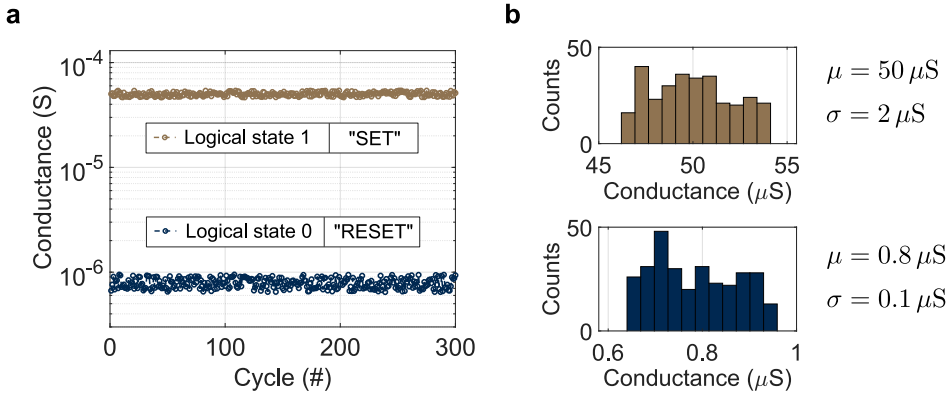 a
Conductance (S)
10⁻⁴
10⁻⁵
10⁻⁶
Logical state 1 "SET"
Logical state 0 "RESET"
0 100 200 300
Cycle (#)
b
Counts
50
0
45 50 55
Conductance (μS)
μ = 50 μS
σ = 2 μS
Counts
50
0
0.6 0.8 1
Conductance (μS)
μ = 0.8 μS
σ = 0.1 μS